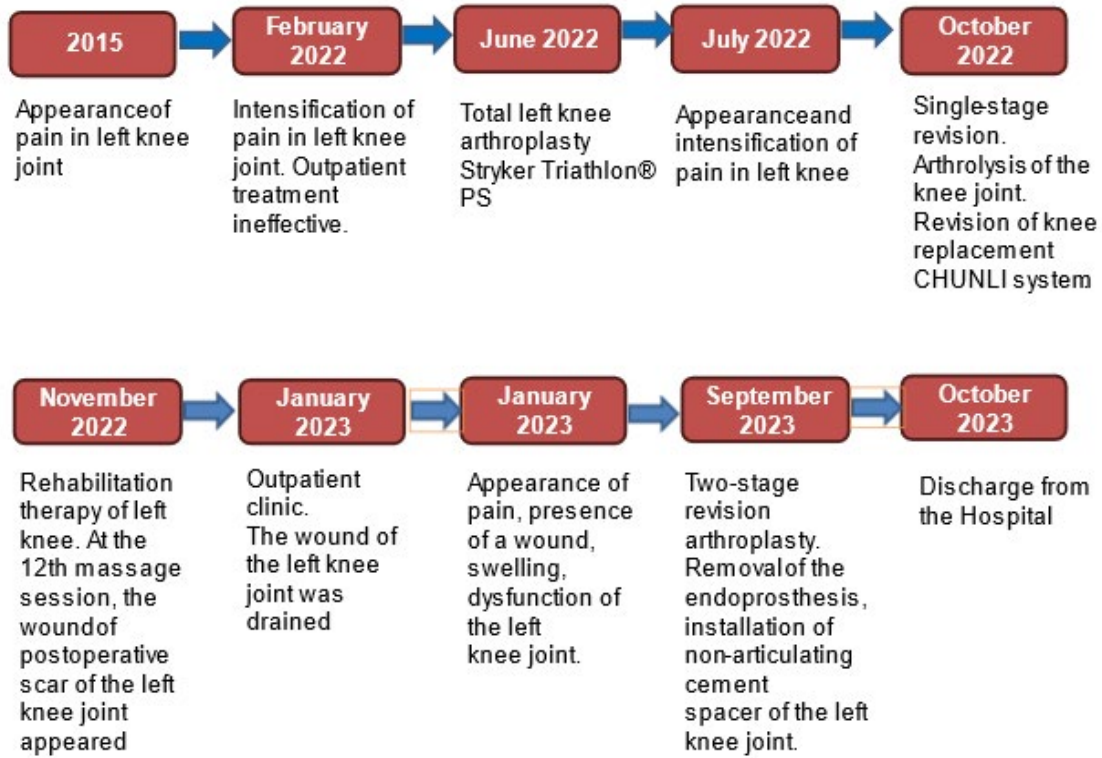 2015
Appearanceof
pain in left knee
joint
February
2022
Intensification of
pain in left knee
joint. Outpatient
treatment
ineffective.
June 2022
Total left knee
arthroplasty
Stryker Triathlon®
PS
July 2022
Appearanceand
intensification of
pain in left knee
October
2022
Single-stage
revision.
Arthrolysis of the
knee joint.
Revision of knee
replacement
CHUNLI system
November
2022
Rehabilitation
therapy of left
knee. At the
12th massage
session, the
woundof
postoperative
scar of the left
knee joint
appeared
January
2023
Outpatient
clinic.
The wound of
the left knee
joint was
drained
January
2023
Appearance of
pain, presence
of a wound,
swelling,
dysfunction of
the left
knee joint.
September
2023
Two-stage
revision
arthroplasty.
Removalof the
endoprosthesis,
installation of
non-articulating
cement
spacer of the left
knee joint.
October
2023
Discharge from
the Hospital